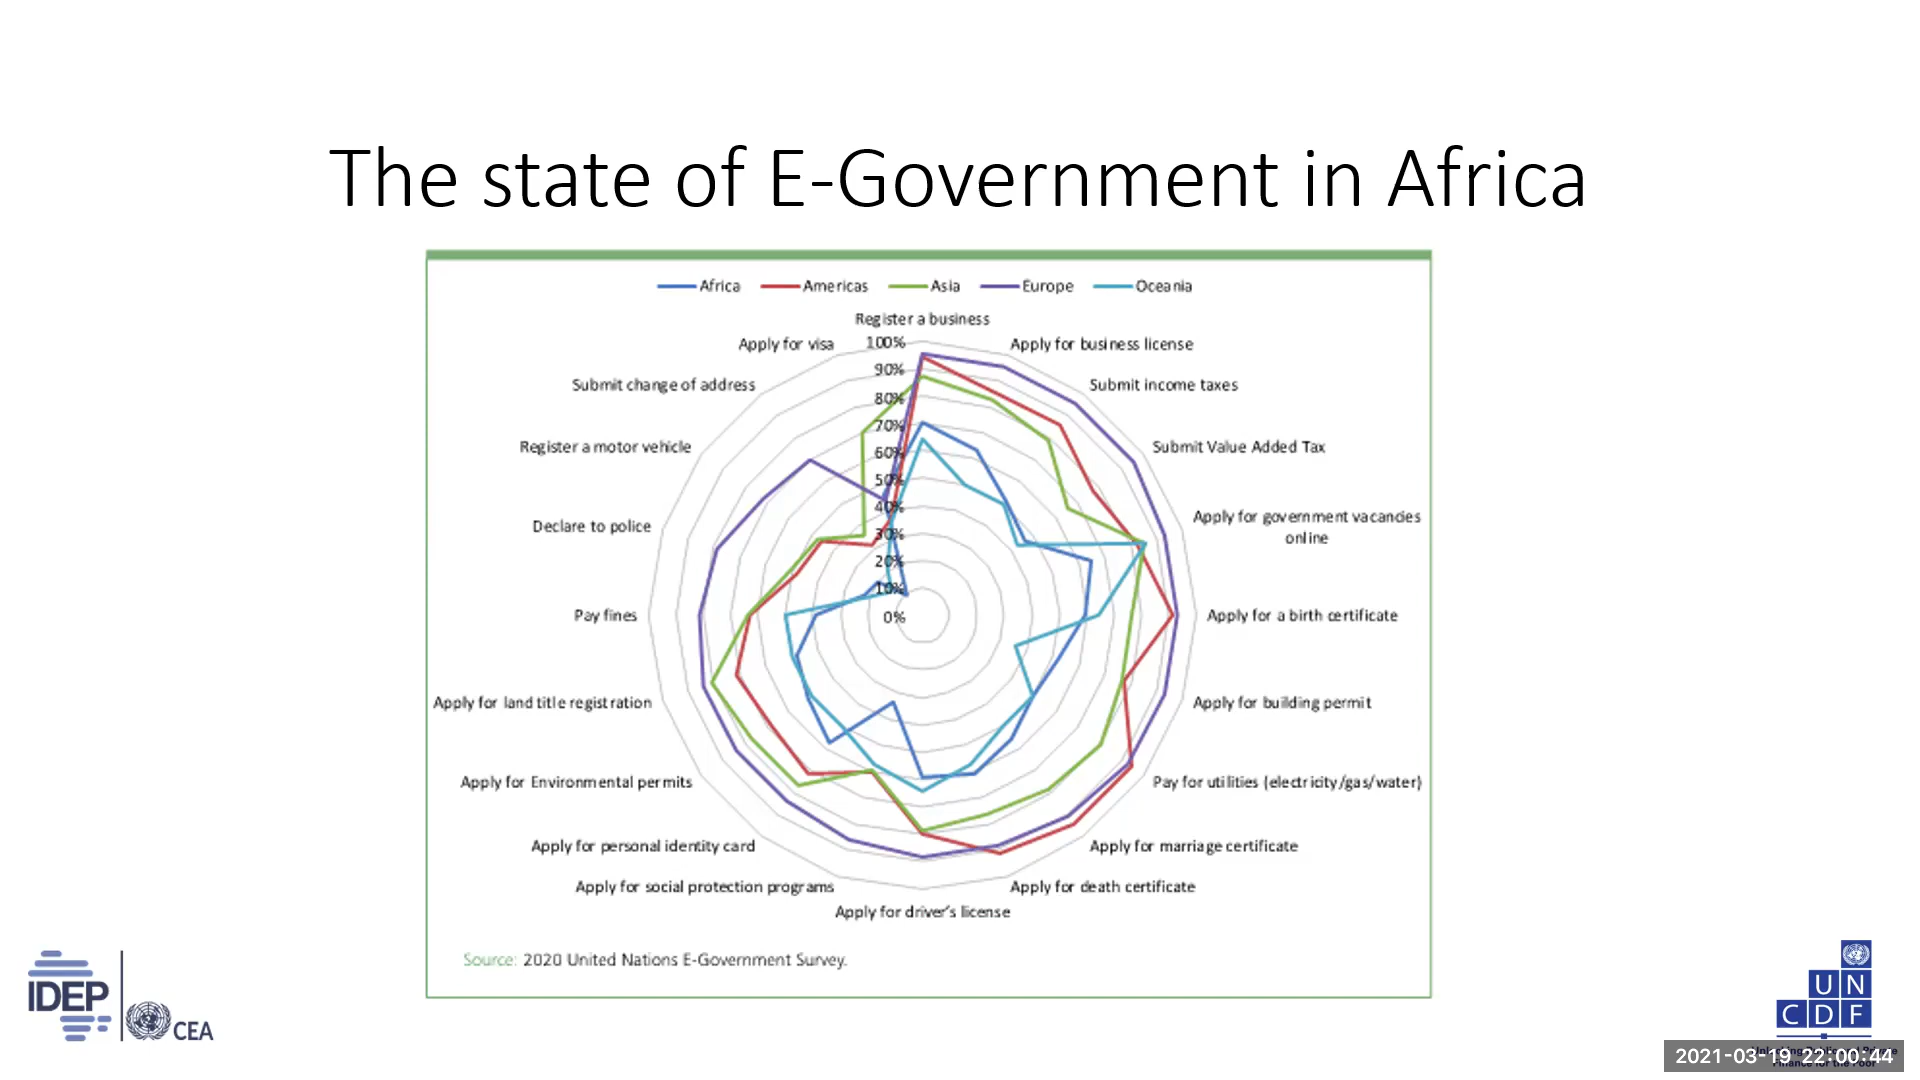 The state of E-Government in Africa
Africa Americas Asia Europe Oceania
Register a business
Apply for visa
100%
Apply for business license
90%
Submit change of address
Submit income taxes
80%
70%
Register a motor vehicle
Submit Value Added Tax
60%
50%
40%
Apply for government vacancies
online
Declare to police
30%
20%
10%
Pay fines
0%
Apply for a birth certificate
Apply for land title registration
Apply for building permit
Apply for Environmental permits
Pay for utilities (electricity/gas/water)
Apply for personal identity card
Apply for marriage certificate
Apply for social protection programs
Apply for death certificate
Apply for driver's license
Source: 2020 United Nations E-Government Survey.
IDEP
CEA
UN
CDF
2021-03-19 22:00:44
Finance for the Poor